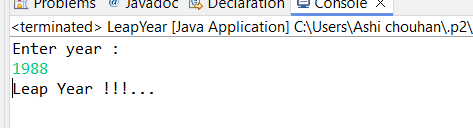 Problems @ Javadoc Declaration Console
<terminated> LeapYear [Java Application] C:\Users\Ashi chouhan\.p2\
Enter year :
1988
Leap Year !!!...